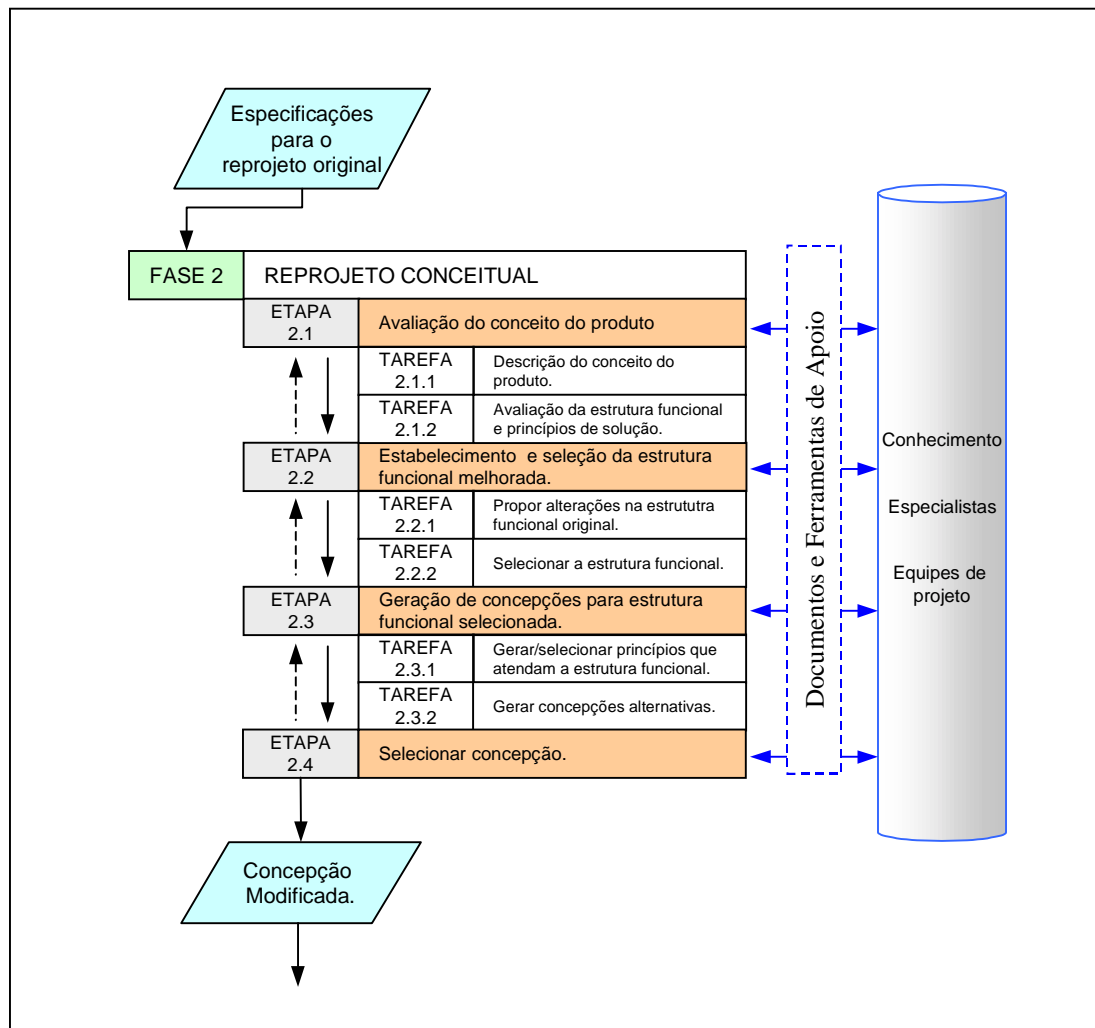 Especificações
para o
reprojeto original
FASE 2
REPROJETO CONCEITUAL
ETAPA
2.1
Avaliação do conceito do produto
TAREFA
2.1.1
Descrição do conceito do
produto.
TAREFA
2.1.2
Avaliação da estrutura funcional
e princípios de solução.
ETAPA
2.2
Estabelecimento e seleção da estrutura
funcional melhorada.
TAREFA
2.2.1
Propor alterações na estrututra
funcional original.
TAREFA
2.2.2
Selecionar a estrutura funcional.
ETAPA
2.3
Geração de concepções para estrutura
funcional selecionada.
TAREFA
2.3.1
Gerar/selecionar princípios que
atendam a estrutura funcional.
TAREFA
2.3.2
Gerar concepções alternativas.
ETAPA
2.4
Selecionar concepção.
Concepção
Modificada.
Documentos e Ferramentas de Apoio
Conhecimento
Especialistas
Equipes de
projeto